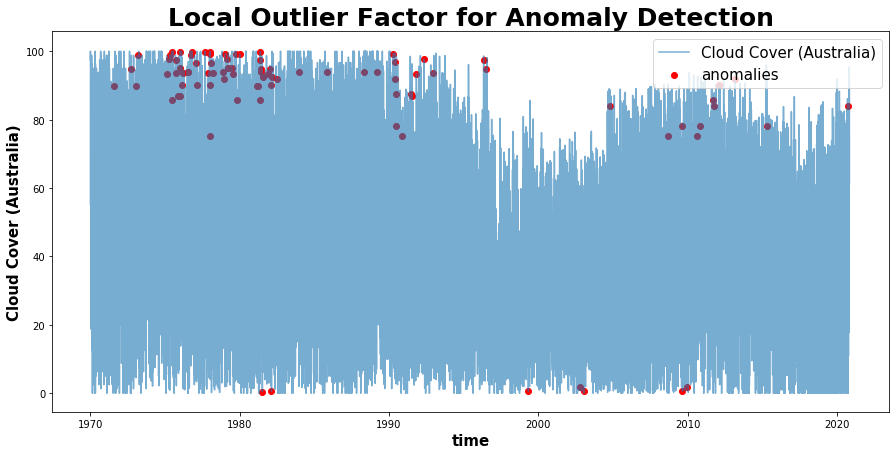 Local Outlier Factor for Anomaly Detection
Cloud Cover (Australia)
anomalies
100
80
60
40
20
0
Cloud Cover (Australia)
1970
1980
1990
2000
2010
2020
time